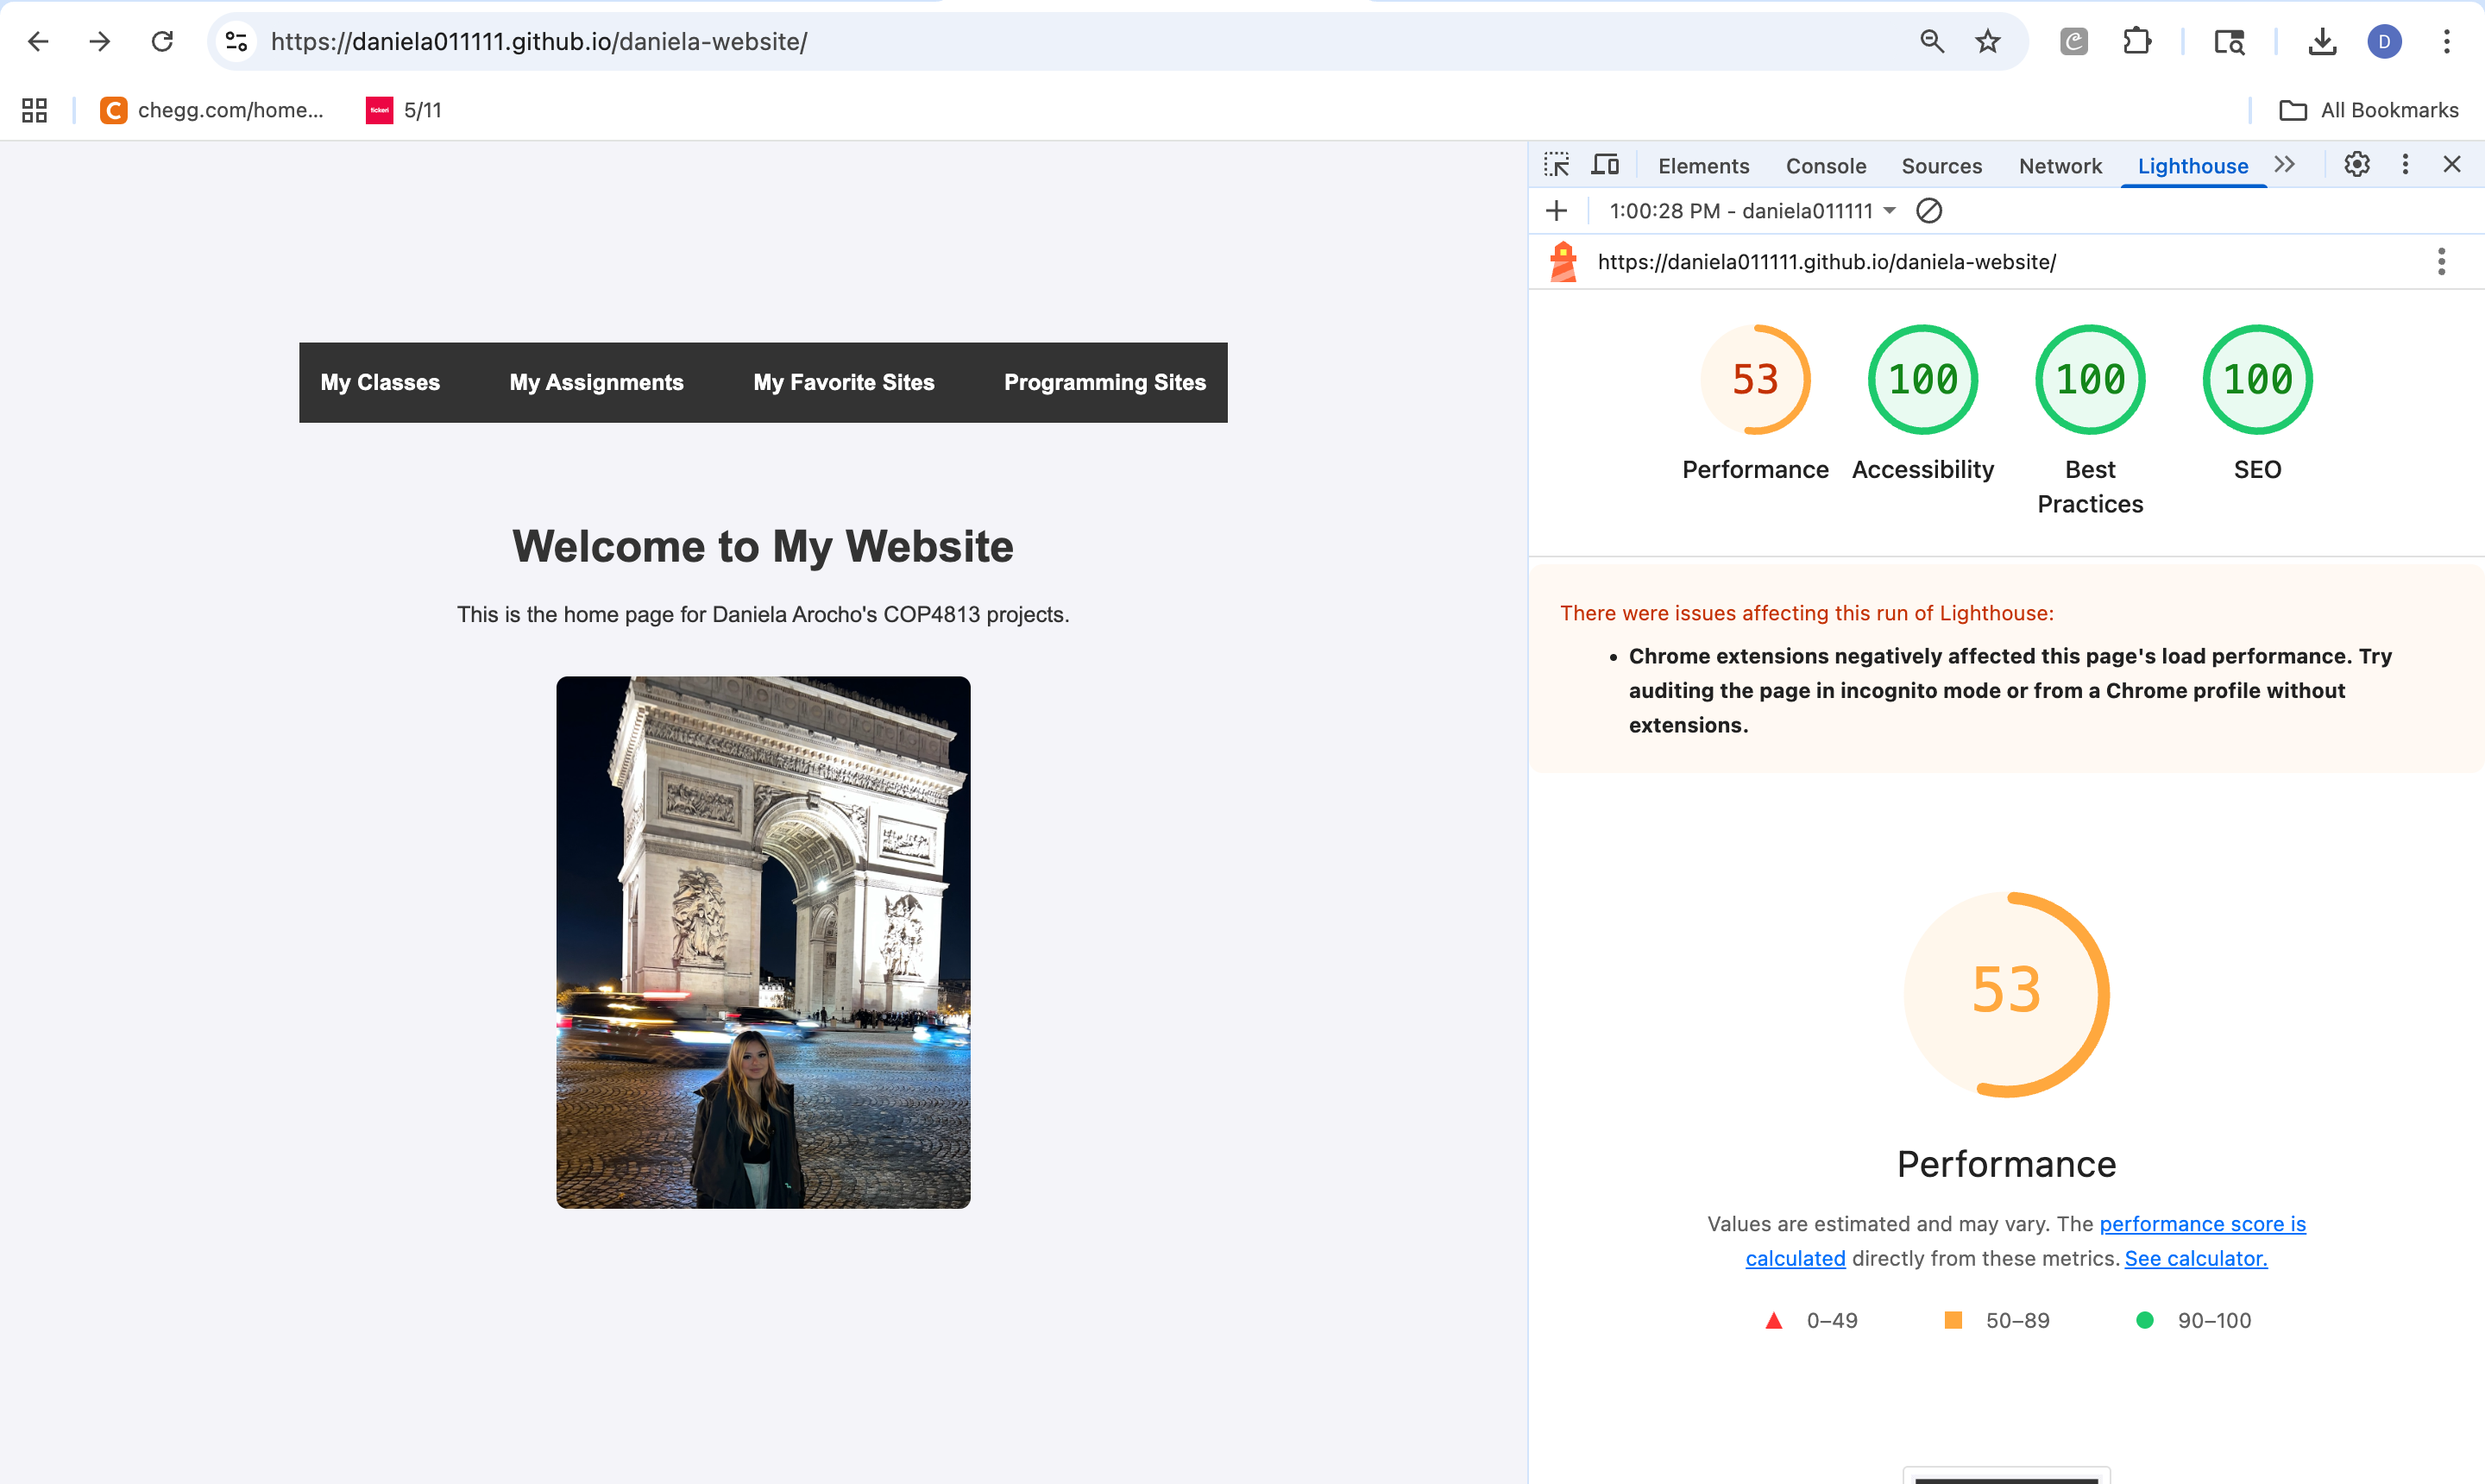 https://daniela011111.github.io/daniela-website/
D
C chegg.com/home...
5/11
All Bookmarks
Elements Console Sources Network Lighthouse
1:00:28 PM - daniela011111
https://daniela011111.github.io/daniela-website/
My Classes My Assignments My Favorite Sites Programming Sites
53 100 100 100
Performance Accessibility Best Practices SEO
Welcome to My Website
This is the home page for Daniela Arocho's COP4813 projects.
There were issues affecting this run of Lighthouse:
• Chrome extensions negatively affected this page's load performance. Try
auditing the page in incognito mode or from a Chrome profile without
extensions.
53
Performance
Values are estimated and may vary. The performance score is
calculated directly from these metrics. See calculator.
0–49 50–89 90–100